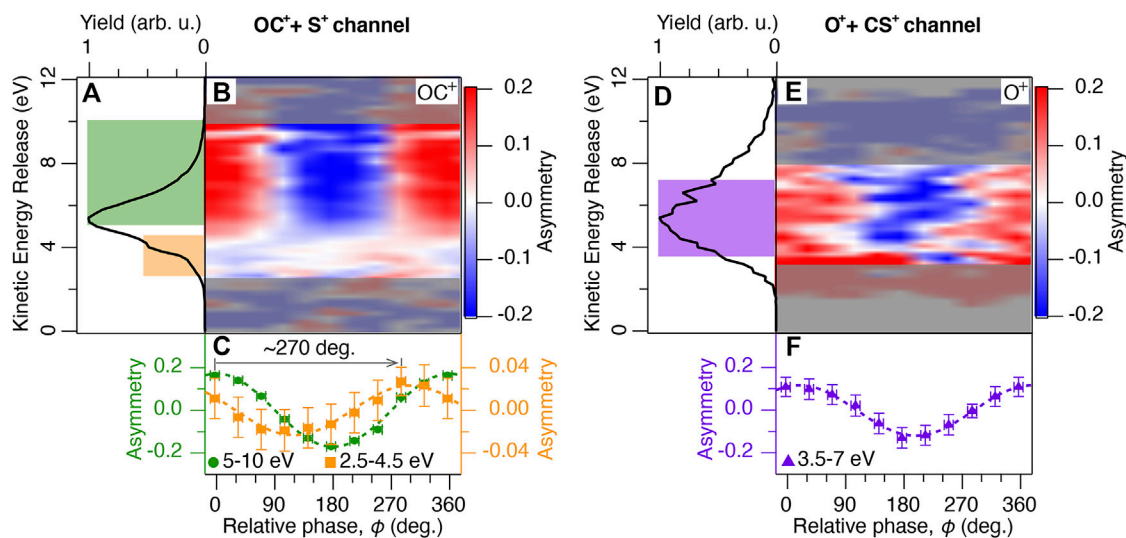 Yield (arb. u.)
OC⁺ + S⁺ channel
1
0
12
8
4
0
Kinetic Energy Release (eV)
A
B
OC⁺
0.2
0.1
0.0
-0.1
-0.2
Asymmetry
C
~270 deg.
Asymmetry
0.2
0.0
-0.2
0.04
0.00
-0.04
Asymmetry
5-10 eV
2.5-4.5 eV
0
90
180
270
360
Relative phase, ϕ (deg.)
Yield (arb. u.)
O⁺ + CS⁺ channel
1
0
12
8
4
0
Kinetic Energy Release (eV)
D
E
O⁺
0.2
0.1
0.0
-0.1
-0.2
Asymmetry
F
Asymmetry
0.2
0.0
-0.2
3.5-7 eV
0
90
180
270
360
Relative phase, ϕ (deg.)